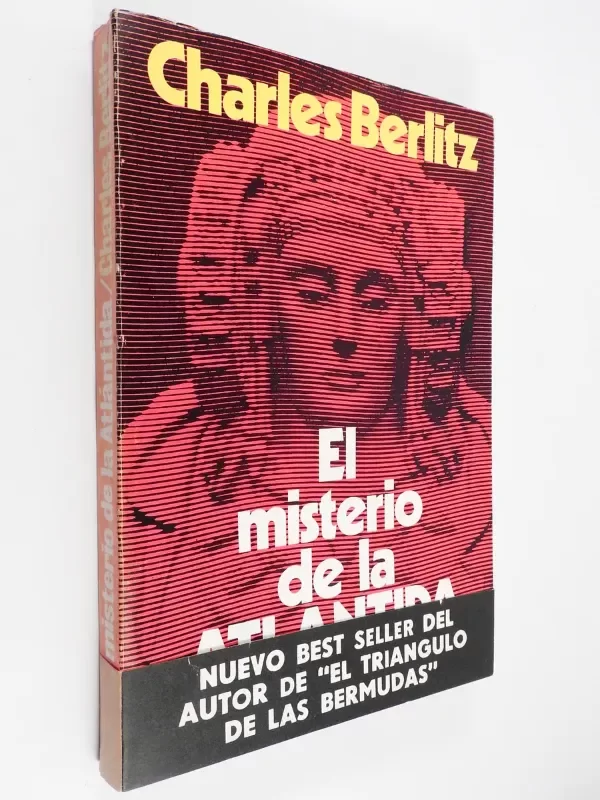 Charles Berlitz
El
misterio
de la
ATLANTIDA
NUEVO BEST SELLER DEL
AUTOR DE "EL TRIANGULO
DE LAS BERMUDAS"
misterio de la Atlántida/Charles Berlitz